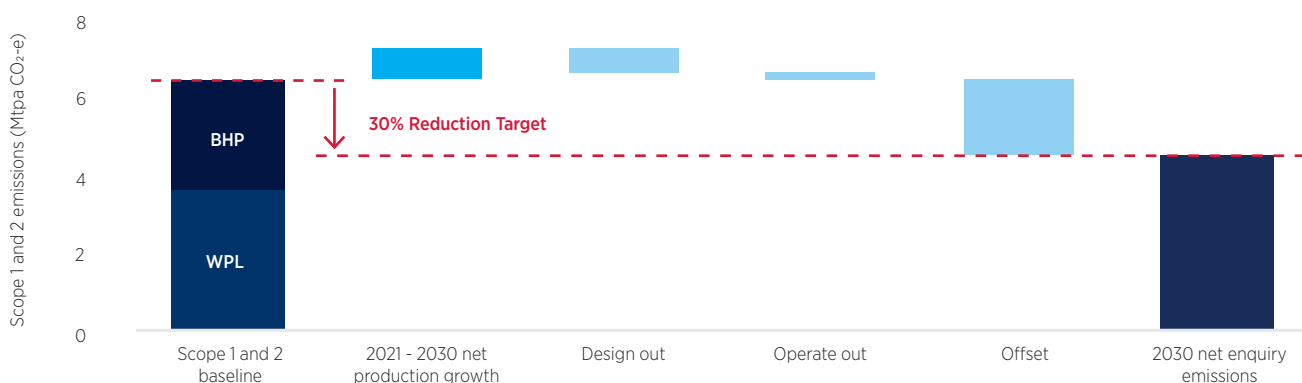 Scope 1 and 2 emissions (Mtpa CO₂-e)
8
6
4
2
0
BHP
WPL
30% Reduction Target
Scope 1 and 2
baseline
2021 - 2030 net
production growth
Design out
Operate out
Offset
2030 net enquiry
emissions